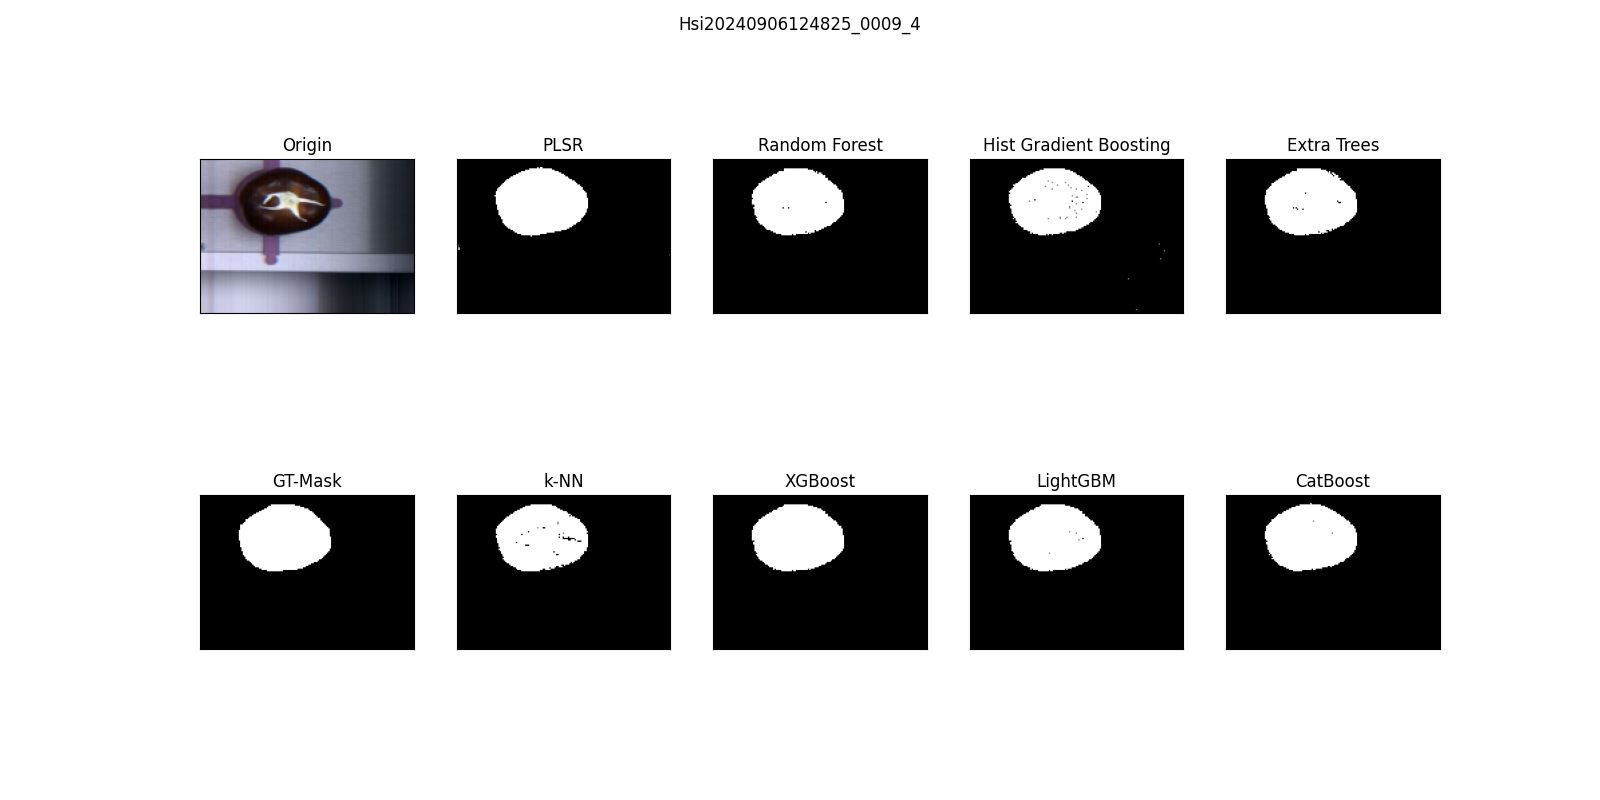 Hsi20240906124825_0009_4
Origin
PLSR
Random Forest
Hist Gradient Boosting
Extra Trees
GT-Mask
k-NN
XGBoost
LightGBM
CatBoost